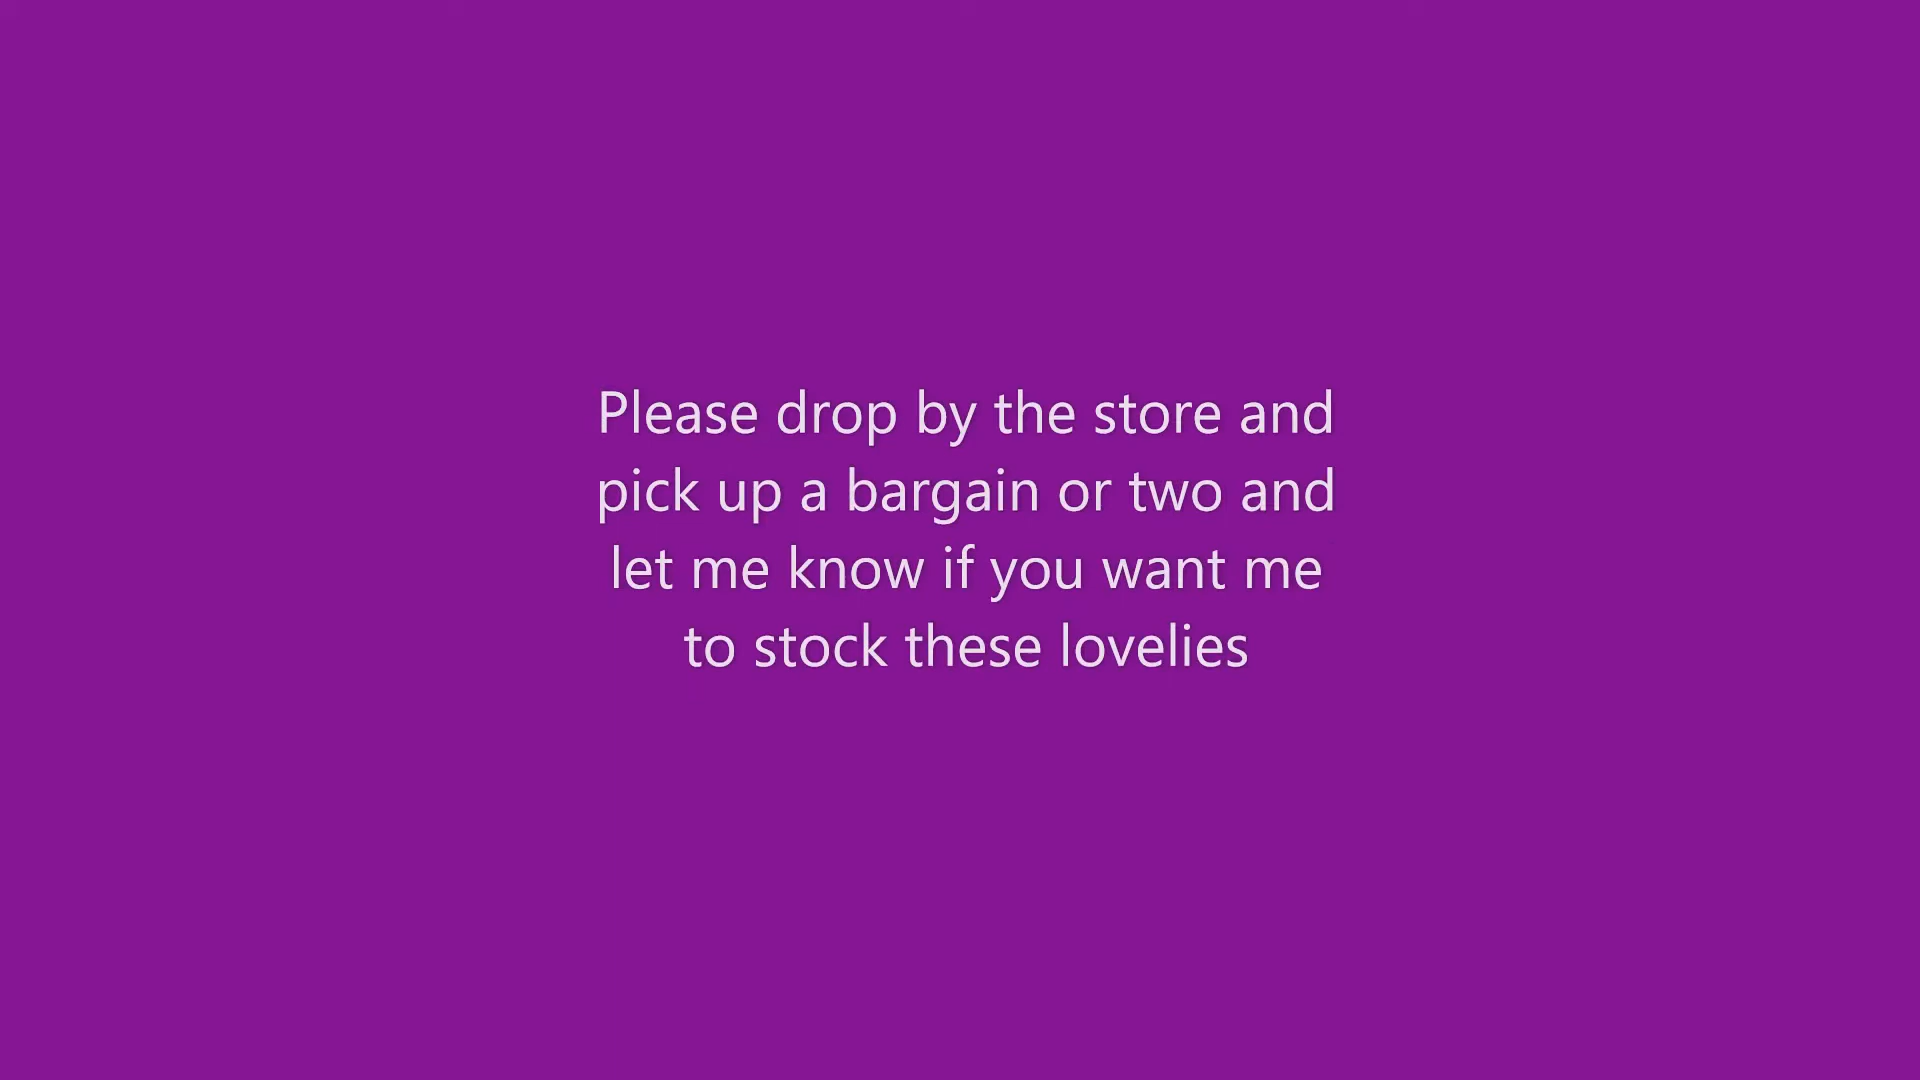 Please drop by the store and
pick up a bargain or two and
let me know if you want me
to stock these lovelies